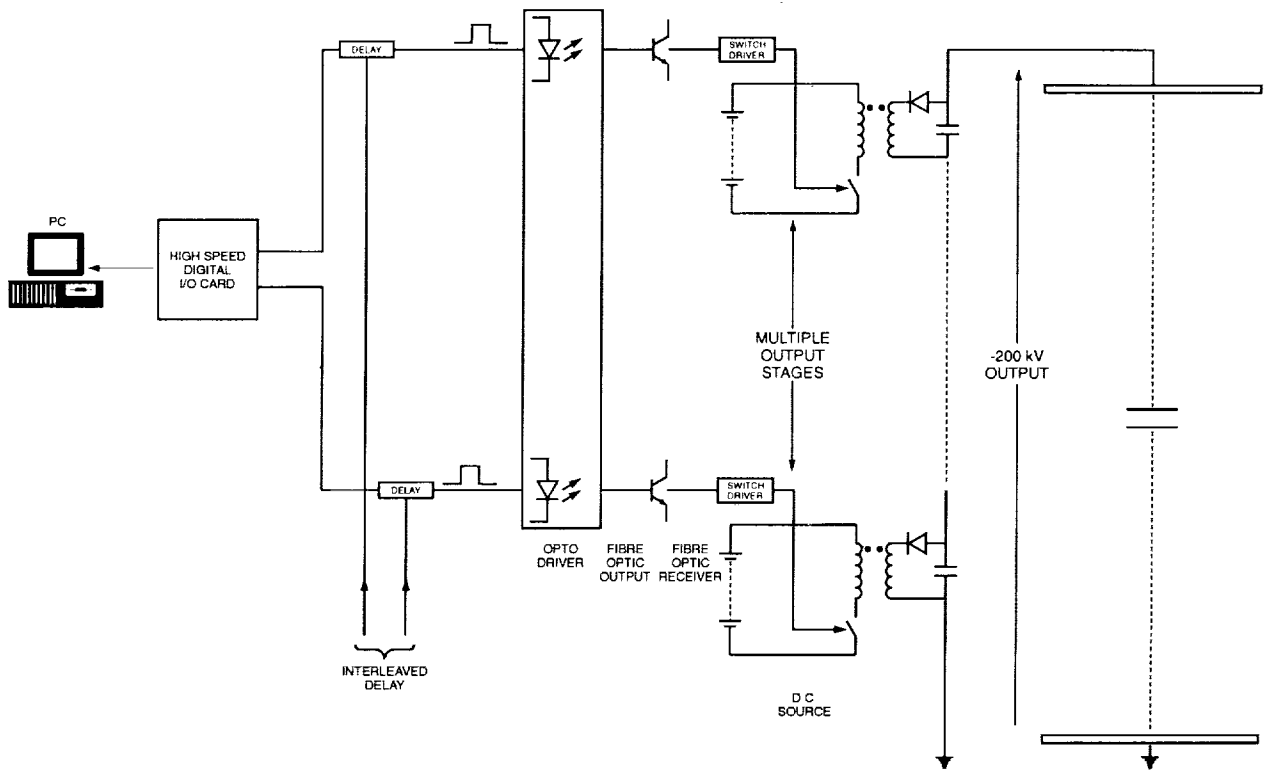 DELAY
SWITCH
DRIVER
PC
HIGH SPEED
DIGITAL
I/O CARD
MULTIPLE
OUTPUT
STAGES
-200 kV
OUTPUT
DELAY
SWITCH
DRIVER
OPTO
DRIVER
FIBRE
OPTIC
OUTPUT
FIBRE
OPTIC
RECEIVER
INTERLEAVED
DELAY
D C
SOURCE